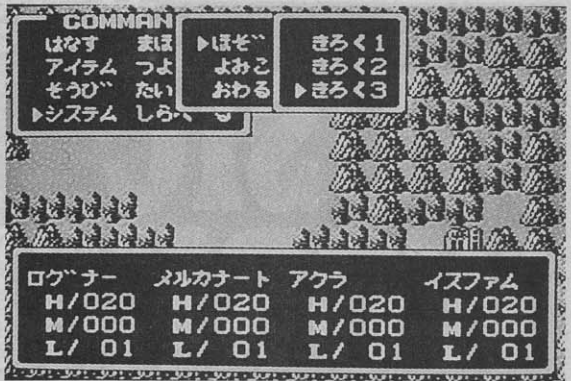 COMMAN
はなす まほ
アイテム つよ
そうび たい
▶システム しらべる
▶ほぞ
よみこ
おわる
きろく1
きろく2
▶きろく3
ログナー メルカナート アクラ イスファム
H/020 H/020 H/020 H/020
M/000 M/000 M/000 M/000
L/ 01 L/ 01 L/ 01 L/ 01